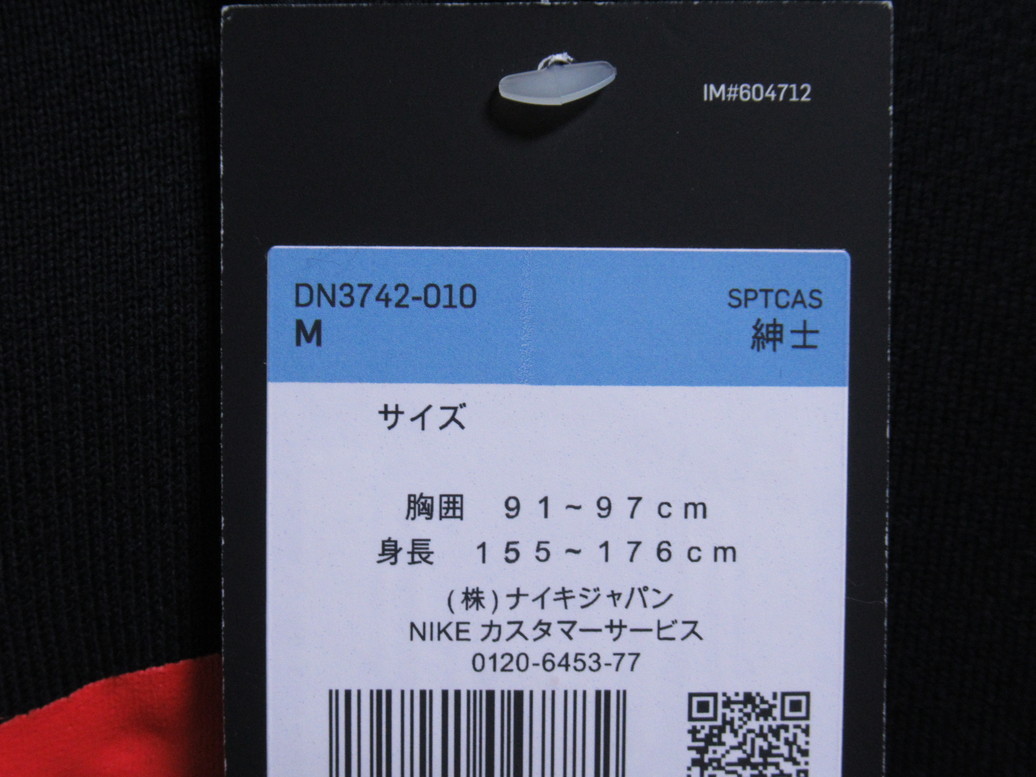 IM#604712
DN3742-010
SPTCAS
M
紳士
サイズ
胸囲　９１～９７ｃｍ
身長　１５５～１７６ｃｍ
(株)ナイキジャパン
NIKE カスタマーサービス
0120-6453-77